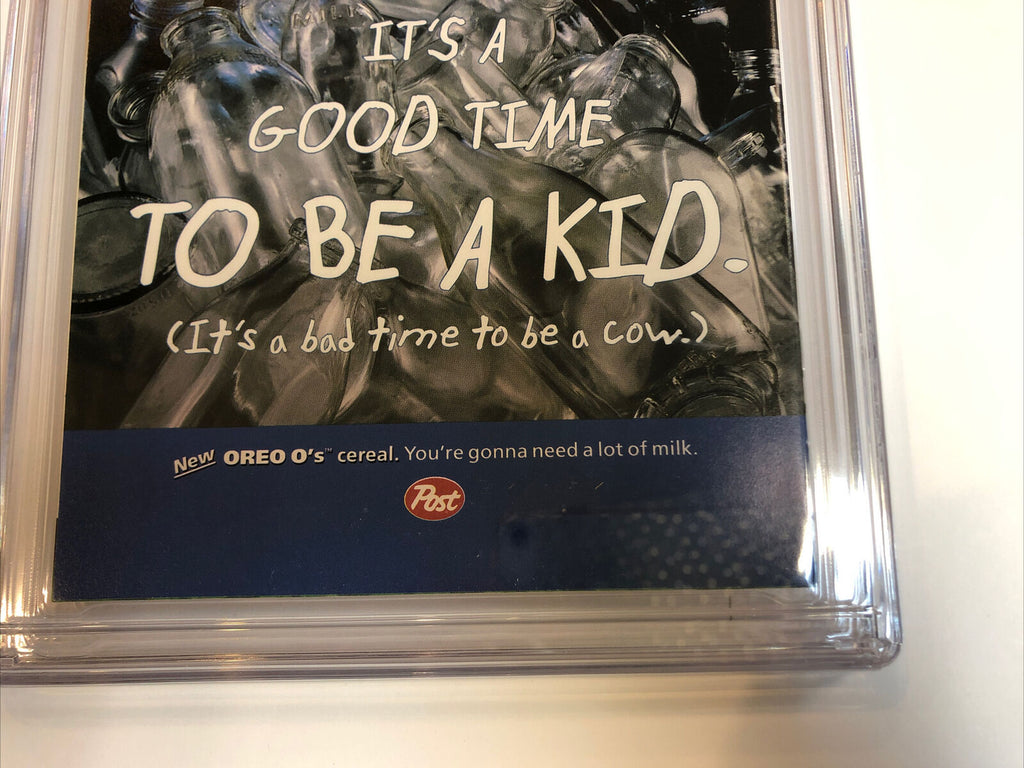 IT'S A
GOOD TIME
TO BE A KID.
(It's a bad time to be a cow.)
New OREO O's™ cereal. You're gonna need a lot of milk.
Post